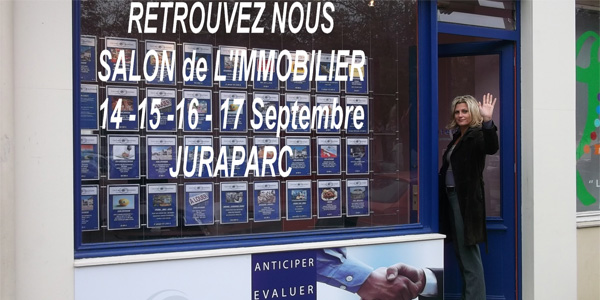 RETROUVEZ NOUS
SALON de L'IMMOBILIER
14 -15 -16 - 17 Septembre
JURAPARC
ANTICIPER
EVALUER